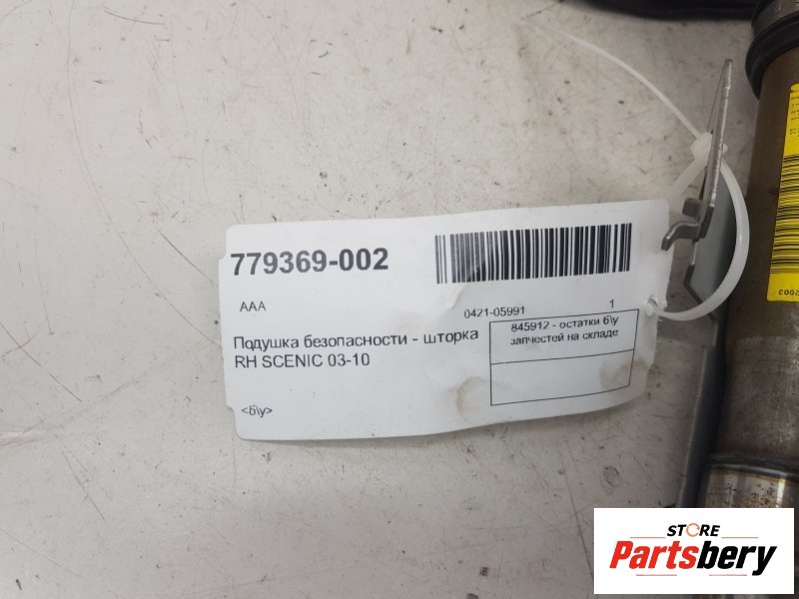 779369-002
AAA
0421-05991 1
Подушка безопасности - шторка
RH SCENIC 03-10
845912 - остатки б\у
запчестей на складе
<б\у>
STORE
Partsbery